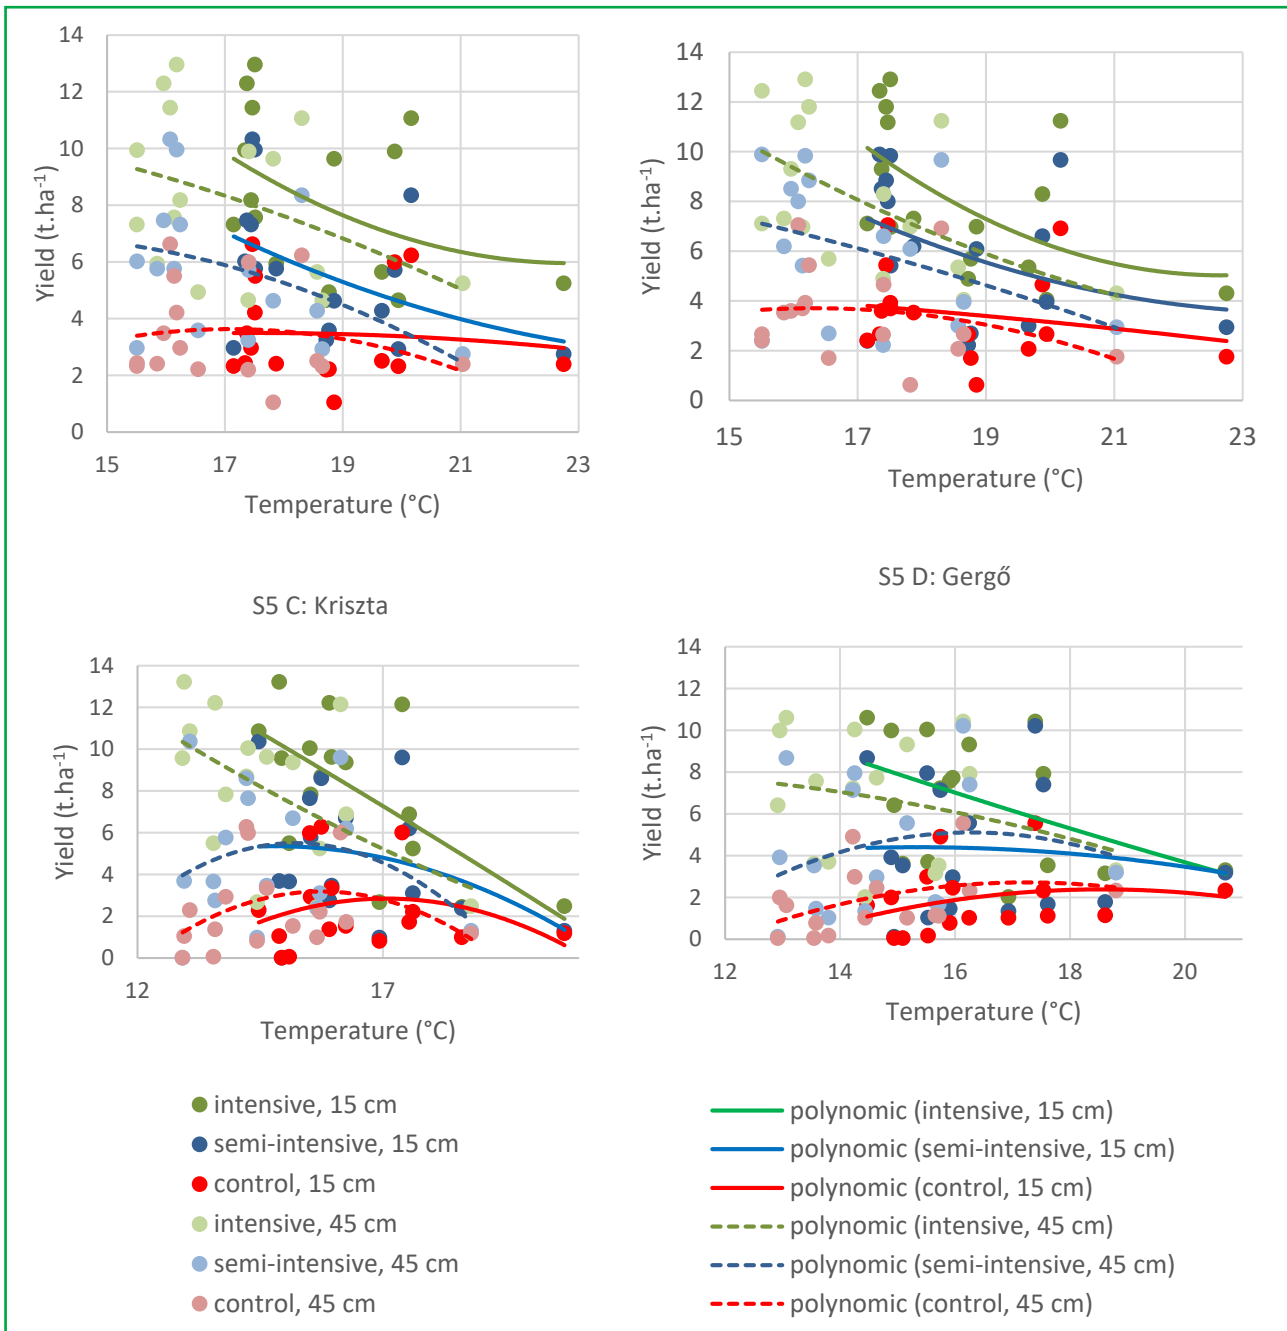 14
12
10
8
6
4
2
0
Yield (t.ha-1)
15
17
19
21
23
Temperature (°C)
14
12
10
8
6
4
2
0
Yield (t.ha-1)
15
17
19
21
23
Temperature (°C)
S5 C: Kriszta
14
12
10
8
6
4
2
0
Yield (t.ha-1)
12
17
Temperature (°C)
S5 D: Gergő
14
12
10
8
6
4
2
0
Yield (t.ha-1)
12
14
16
18
20
Temperature (°C)
intensive, 15 cm
semi-intensive, 15 cm
control, 15 cm
intensive, 45 cm
semi-intensive, 45 cm
control, 45 cm
polynomic (intensive, 15 cm)
polynomic (semi-intensive, 15 cm)
polynomic (control, 15 cm)
polynomic (intensive, 45 cm)
polynomic (semi-intensive, 45 cm)
polynomic (control, 45 cm)